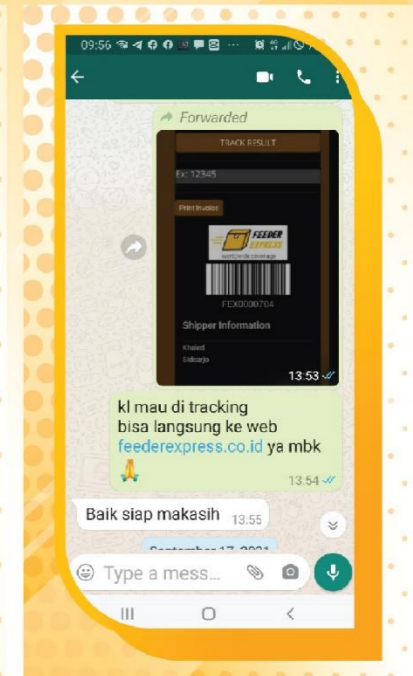 09:56
Forwarded
TRACK RESULT
Ex: 12345
Print Invoice
FEEDER
EXPRESS
worldwide coverage
FEX0000704
Shipper Information
Khaled
Sidoarjo
13:53
kl mau di tracking
bisa langsung ke web
feederexpress.co.id ya mbk
🙏
13:54
Baik siap makasih 13:55
September 17, 2021
Type a mess...